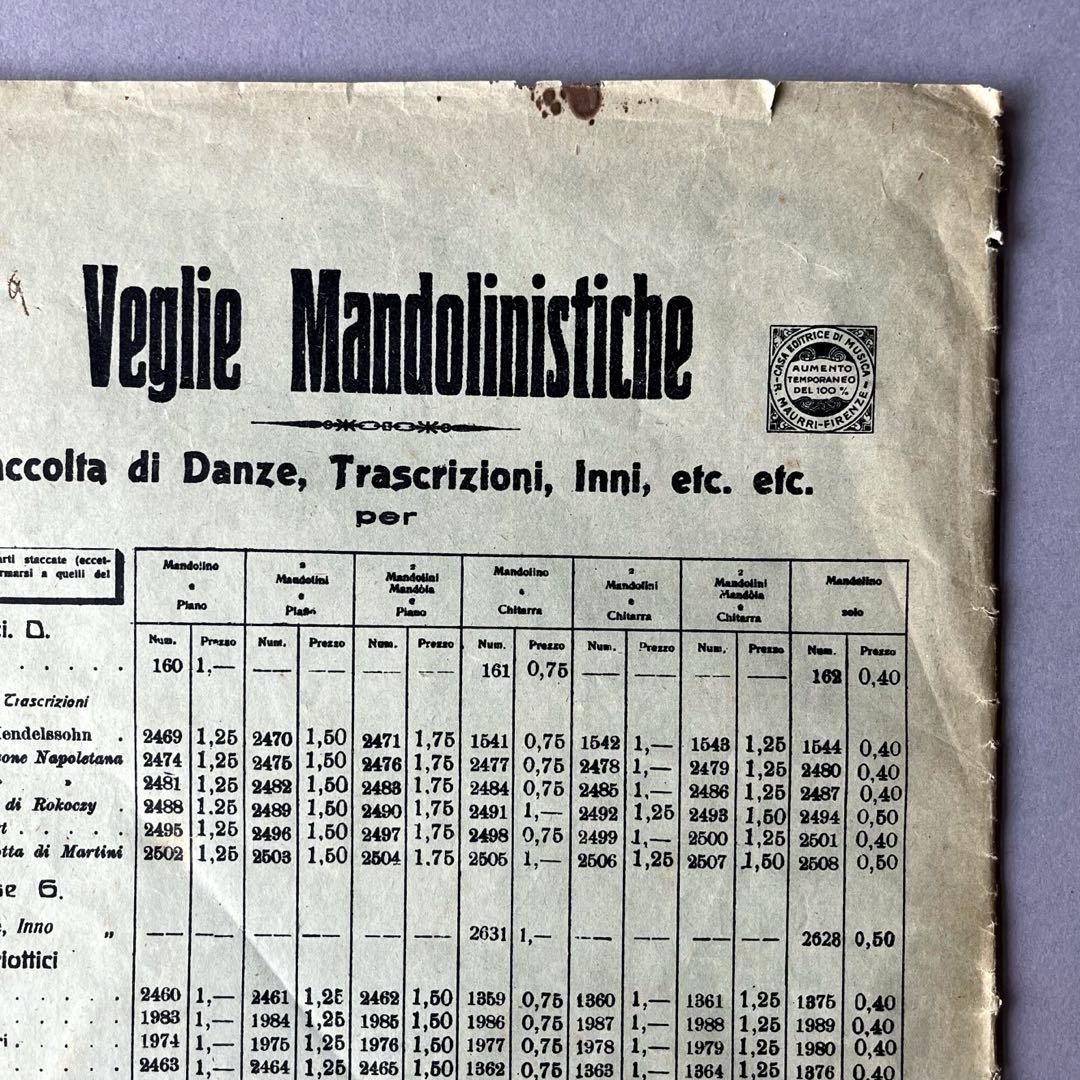 Veglie Mandolinistiche
CASA EDITRICE DI MUSICA
R. MAURRI-FIRENZE
AUMENTO
TEMPORANEO
DEL 100 %
accolta di Danze, Trascrizioni, Inni, etc. etc.
per
arti staccate (eccet-
rmarsi a quelli del
Mandolino e Piano
2 Mandolini e Piano
2 Mandolini Mandòla e Piano
Mandolino e Chitarra
2 Mandolini e Chitarra
2 Mandolini Mandòla e Chitarra
Mandolino solo
Num. Prezzo Num. Prezzo Num. Prezzo Num. Prezzo Num. Prezzo Num. Prezzo Num. Prezzo
i. D.
. . . . . 160 1,— — — — — 161 0,75 — — — — 162 0,40
Trascrizioni
endelssohn . 2469 1,25 2470 1,50 2471 1,75 1541 0,75 1542 1,— 1543 1,25 1544 0,40
one Napoletana 2474 1,25 2475 1,50 2476 1,75 2477 0,75 2478 1,— 2479 1,25 2480 0,40
» 2481 1,25 2482 1,50 2483 1.75 2484 0,75 2485 1,— 2486 1,25 2487 0,40
di Rokoczy . 2488 1.25 2489 1,50 2490 1,75 2491 1,— 2492 1,25 2493 1,50 2494 0,50
. . . . . 2495 1,25 2496 1,50 2497 1,75 2498 0,75 2499 1,— 2500 1,25 2501 0,40
otta di Martini 2502 1,25 2503 1,50 2504 1.75 2505 1,— 2506 1,25 2507 1,50 2508 0,50
se 6.
, Inno „ — — — — — — 2631 1,— — — — — 2628 0,50
iottici
. . . . . 2460 1,— 2461 1,25 2462 1,50 1359 0,75 1360 1,— 1361 1,25 1375 0,40
. . . . . 1983 1,— 1984 1,25 1985 1,50 1986 0,75 1987 1,— 1988 1,25 1989 0,40
ri . . . . . 1974 1,— 1975 1,25 1976 1,50 1977 0,75 1978 1,— 1979 1,25 1980 0,40
. . . . . 2463 1,— 2464 1,25 2465 1,50 1362 0,75 1363 1,— 1364 1,25 1376 0,40